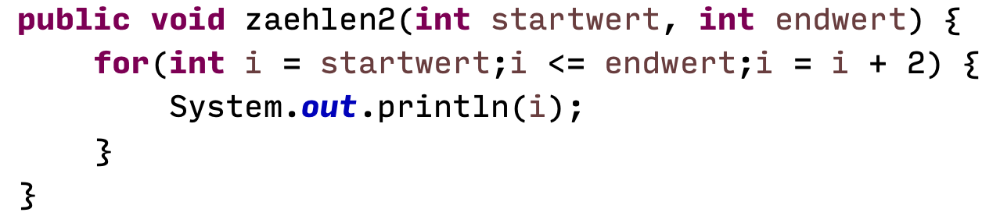 public void zaehlen2(int startwert, int endwert) {
    for(int i = startwert;i <= endwert;i = i + 2) {
        System.out.println(i);
    }
}